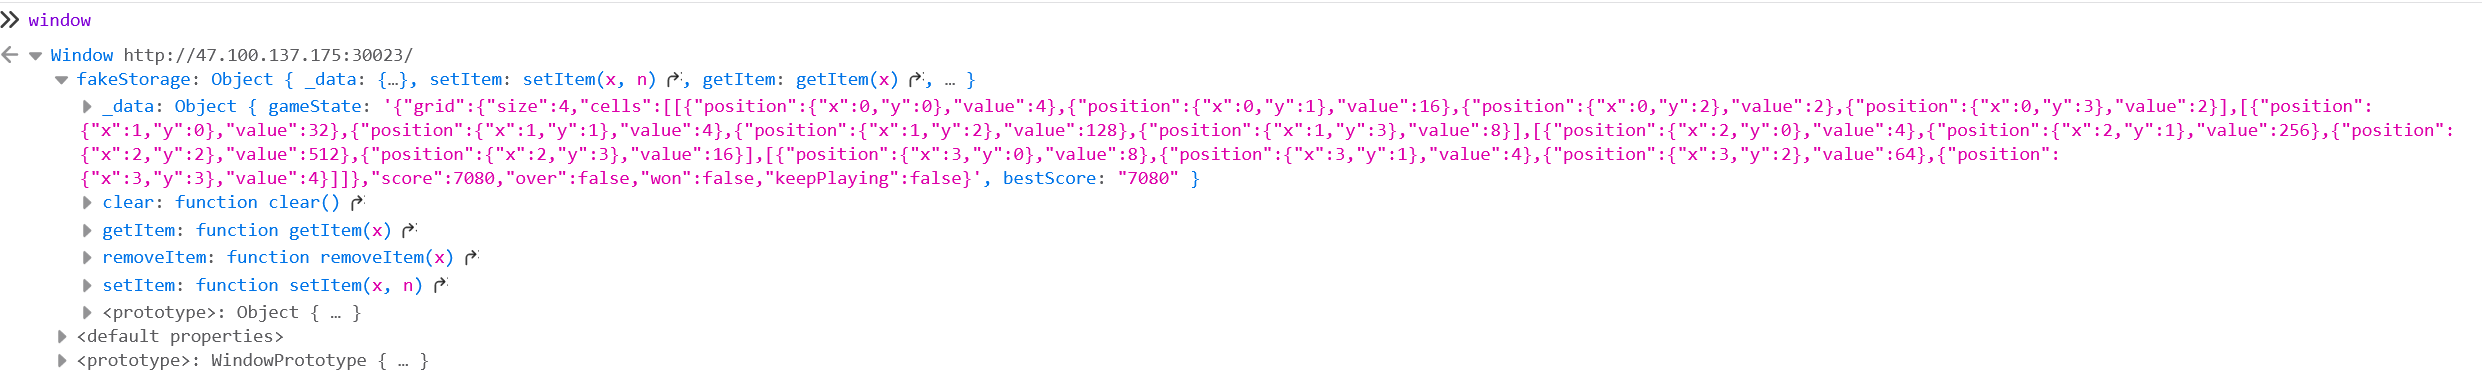 window
Window http://47.100.137.175:30023/
fakeStorage: Object { _data: {…}, setItem: setItem(x, n), getItem: getItem(x), … }
_data: Object { gameState: '{"grid":{"size":4,"cells":[[{"position":{"x":0,"y":0},"value":4},{"position":{"x":0,"y":1},"value":16},{"position":{"x":0,"y":2},"value":2},{"position":{"x":0,"y":3},"value":2}],[{"position":
{"x":1,"y":0},"value":32},{"position":{"x":1,"y":1},"value":4},{"position":{"x":1,"y":2},"value":128},{"position":{"x":1,"y":3},"value":8}],[{"position":{"x":2,"y":0},"value":4},{"position":{"x":2,"y":1},"value":256},{"position":
{"x":2,"y":2},"value":512},{"position":{"x":2,"y":3},"value":16}],[{"position":{"x":3,"y":0},"value":8},{"position":{"x":3,"y":1},"value":4},{"position":{"x":3,"y":2},"value":64},{"position":
{"x":3,"y":3},"value":4}]]},"score":7080,"over":false,"won":false,"keepPlaying":false}', bestScore: "7080" }
clear: function clear()
getItem: function getItem(x)
removeItem: function removeItem(x)
setItem: function setItem(x, n)
<prototype>: Object { … }
<default properties>
<prototype>: WindowPrototype { … }